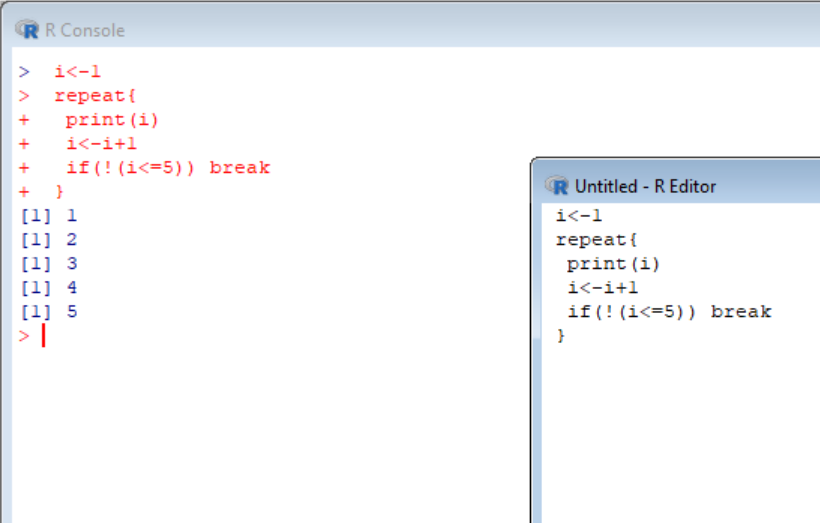 R Console
>  i<-1
>  repeat{
+   print(i)
+   i<-i+1
+   if(!(i<=5)) break
+  }
[1] 1
[1] 2
[1] 3
[1] 4
[1] 5
>
Untitled - R Editor
i<-1
repeat{
 print(i)
 i<-i+1
 if(!(i<=5)) break
}